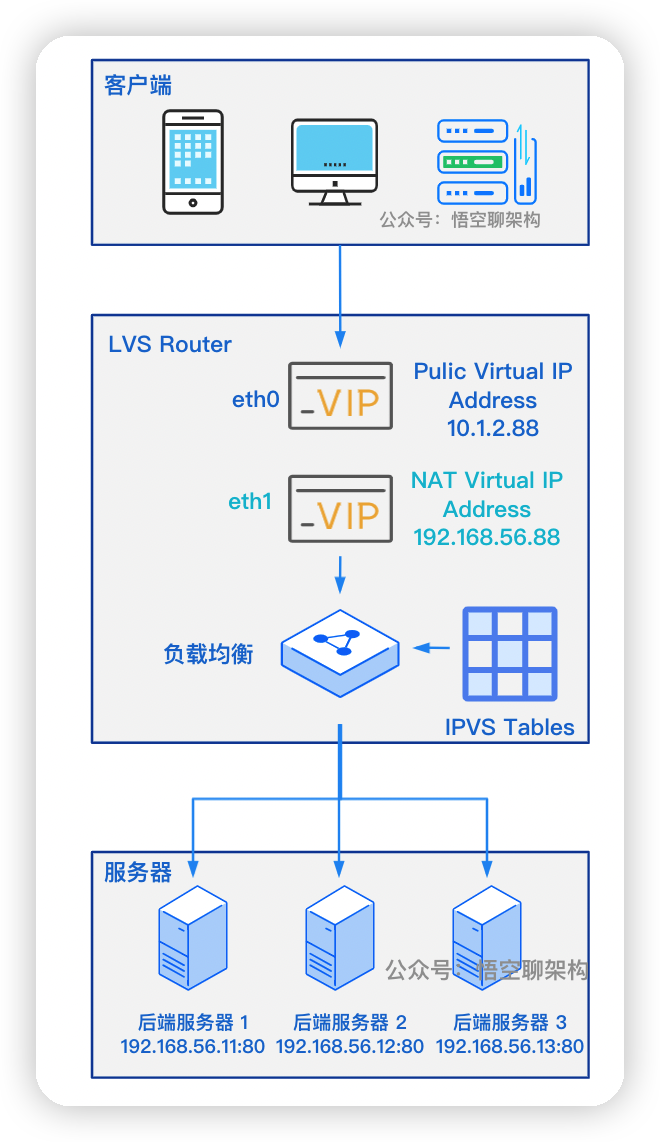 客户端
公众号：悟空聊架构
LVS Router
eth0
VIP
Pulic Virtual IP
Address
10.1.2.88
eth1
VIP
NAT Virtual IP
Address
192.168.56.88
负载均衡
IPVS Tables
服务器
公众号：悟空聊架构
后端服务器 1
192.168.56.11:80
后端服务器 2
192.168.56.12:80
后端服务器 3
192.168.56.13:80